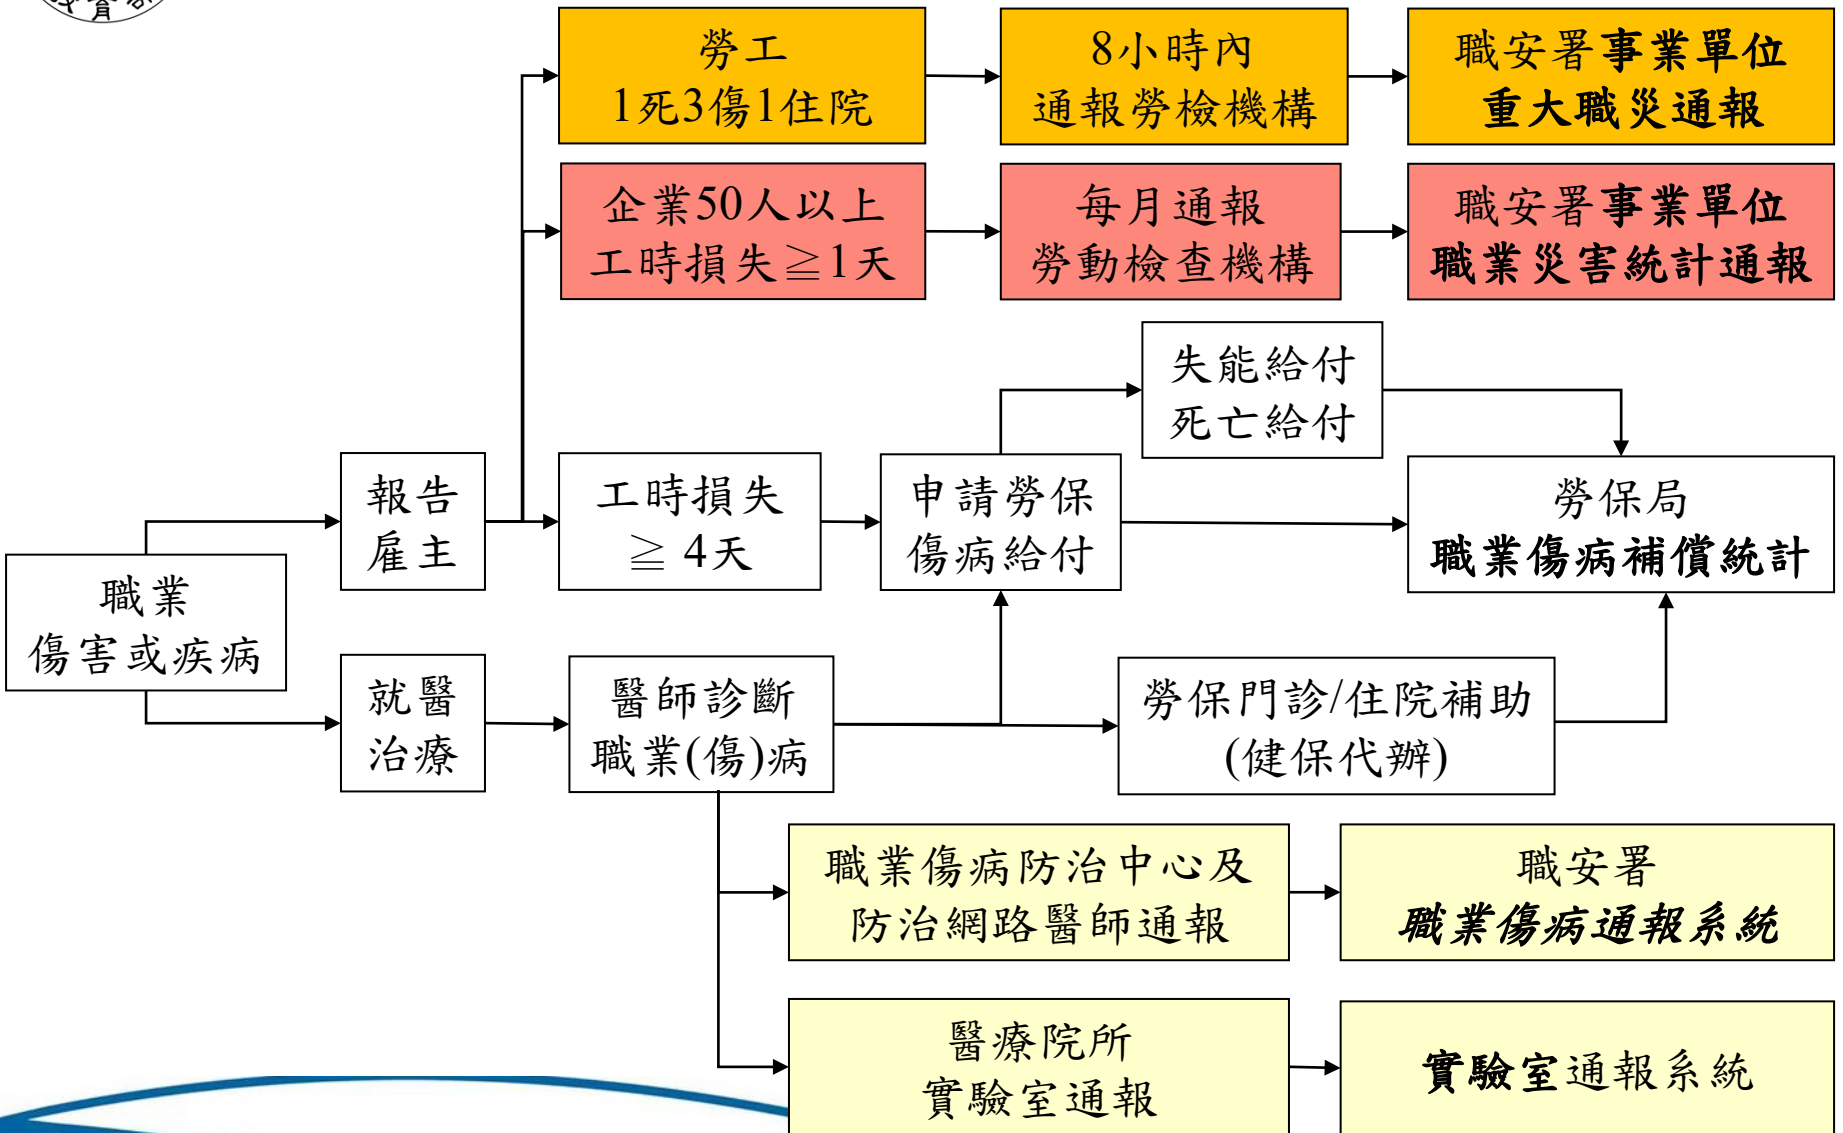 勞工
1死3傷1住院
8小時內
通報勞檢機構
職安署事業單位
重大職災通報
企業50人以上
工時損失≧1天
每月通報
勞動檢查機構
職安署事業單位
職業災害統計通報
失能給付
死亡給付
報告
雇主
工時損失
≧ 4天
申請勞保
傷病給付
勞保局
職業傷病補償統計
職業
傷害或疾病
就醫
治療
醫師診斷
職業(傷)病
勞保門診/住院補助
(健保代辦)
職業傷病防治中心及
防治網路醫師通報
職安署
職業傷病通報系統
醫療院所
實驗室通報
實驗室通報系統